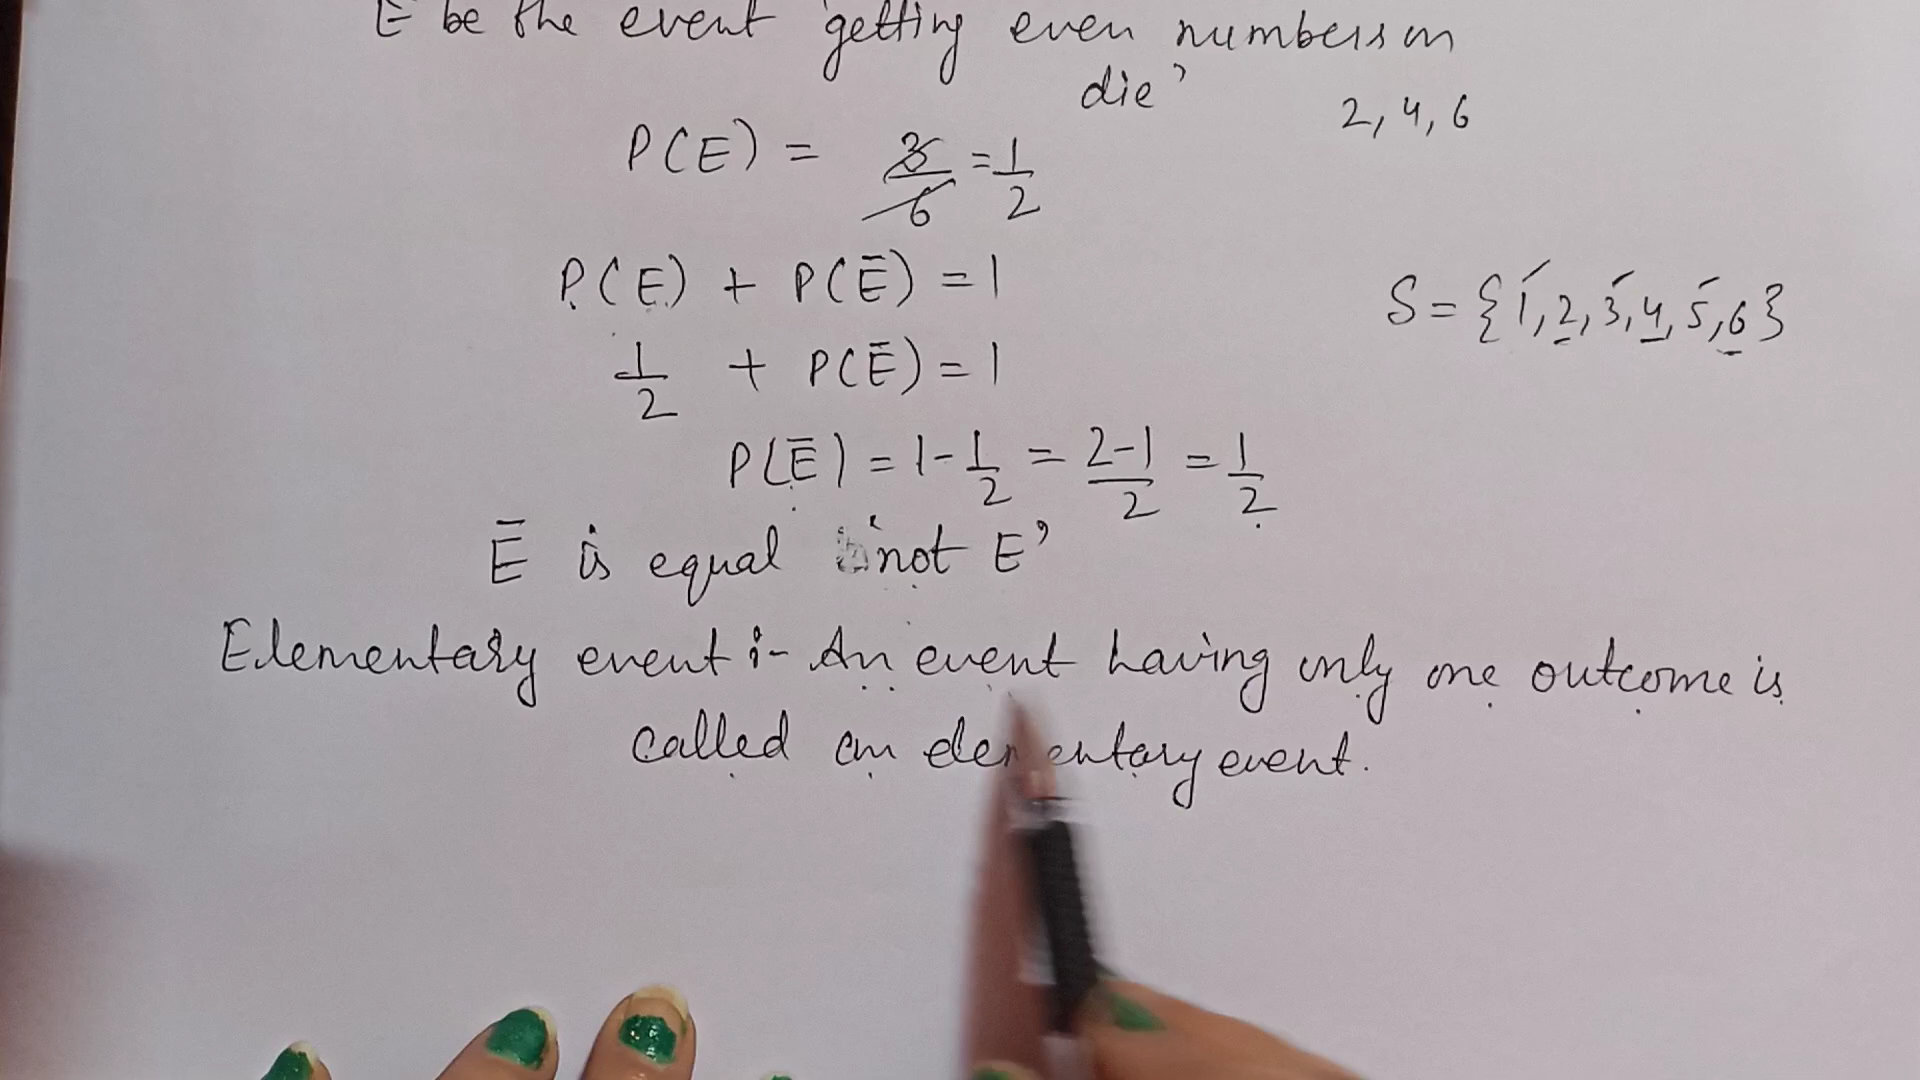 E be the event 'getting even numbers on
die'
2, 4, 6
P(E) = 3/6 = 1/2
P(E) + P(Ē) = 1
S = {1, 2, 3, 4, 5, 6}
1/2 + P(Ē) = 1
P(Ē) = 1 - 1/2 = 2-1/2 = 1/2
Ē is equal 'not E'
Elementary event :- An event having only one outcome is
called an elementary event.